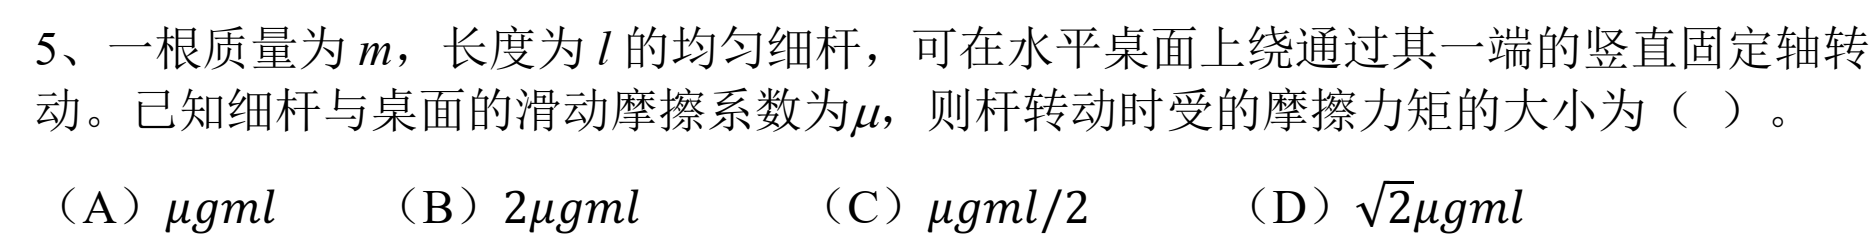 5、一根质量为 m，长度为 l 的均匀细杆，可在水平桌面上绕通过其一端的竖直固定轴转
动。已知细杆与桌面的滑动摩擦系数为μ，则杆转动时受的摩擦力矩的大小为（ ）。
（A）μgml （B）2μgml （C）μgml/2 （D）√2μgml